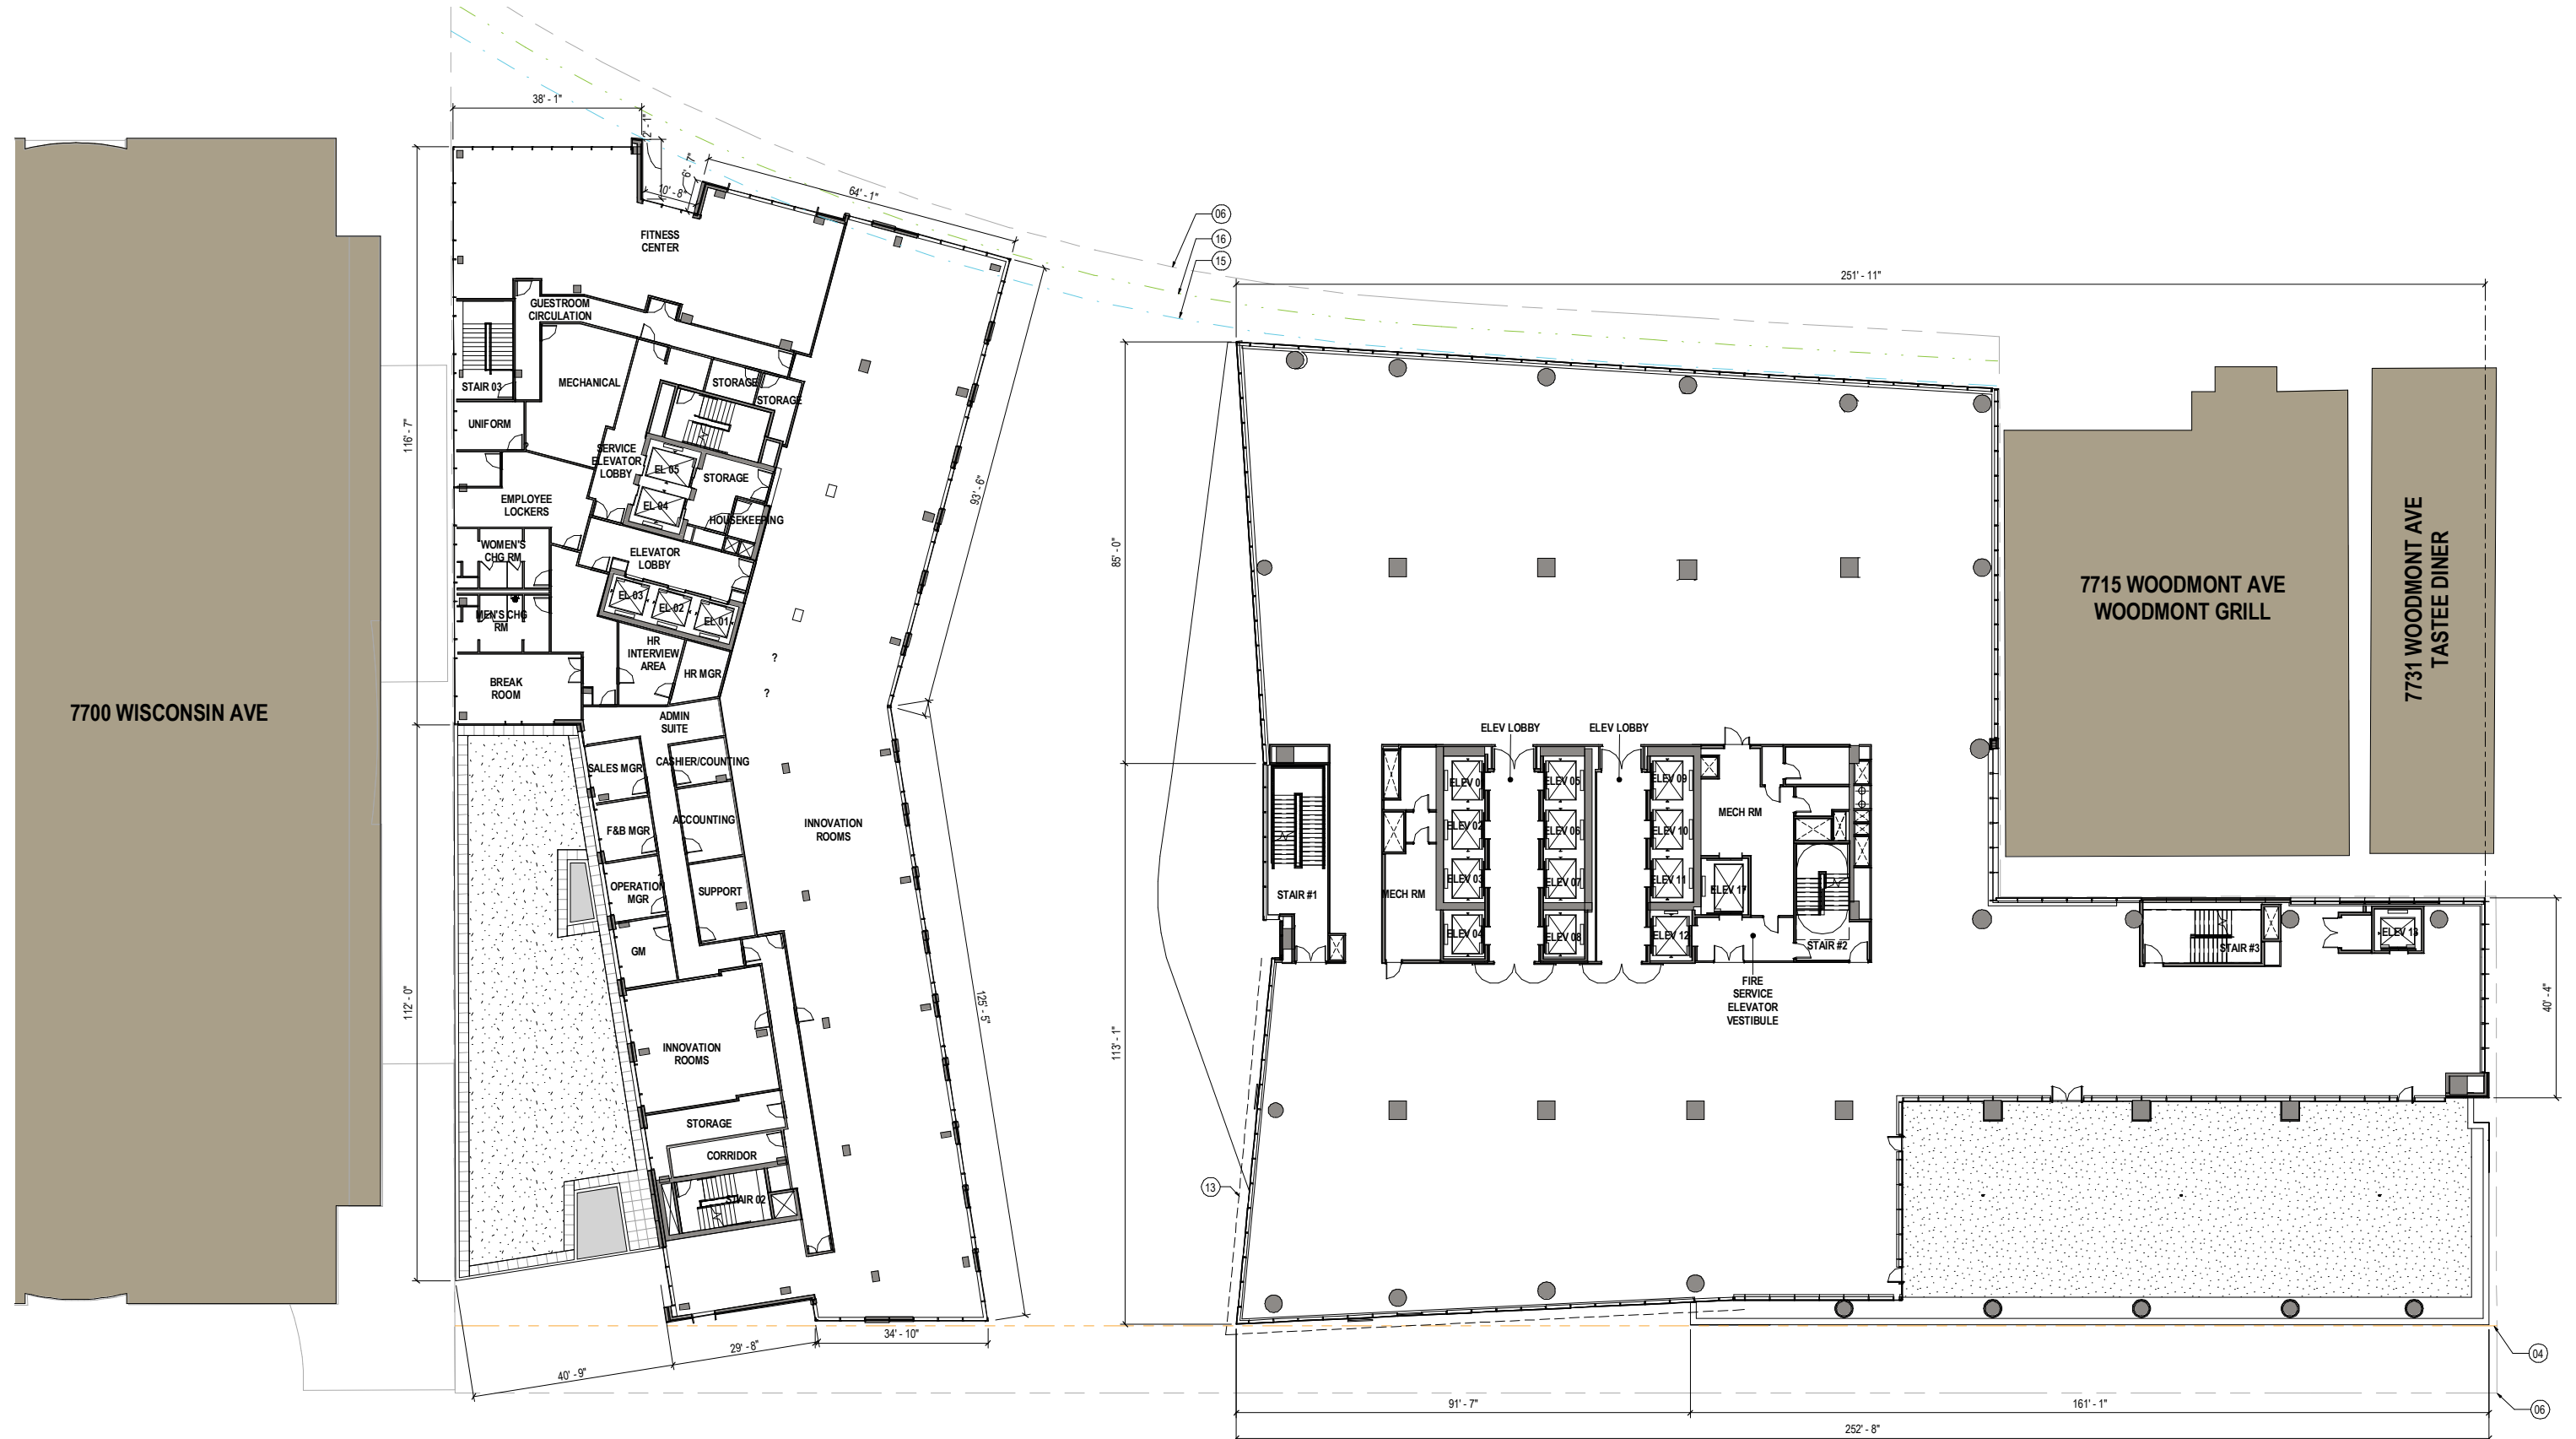 38' - 1"
2' - 1"
6' - 7"
10' - 8"
64' - 1"
06
16
15
251' - 11"
FITNESS
CENTER
GUESTROOM
CIRCULATION
STAIR 03
MECHANICAL
STORAGE
STORAGE
UNIFORM
116' - 7"
SERVICE
ELEVATOR
LOBBY
EL 05
STORAGE
EL 04
93' - 6"
EMPLOYEE
LOCKERS
HOUSEKEEPING
WOMEN'S
CHG RM
ELEVATOR
LOBBY
85' - 0"
EL 03
EL 02
EL 01
MEN'S CHG
RM
HR
INTERVIEW
AREA
HR MGR
?
?
BREAK
ROOM
7700 WISCONSIN AVE
7715 WOODMONT AVE
WOODMONT GRILL
7731 WOODMONT AVE
TASTEE DINER
ADMIN
SUITE
ELEV LOBBY
ELEV LOBBY
SALES MGR
CASHIER/COUNTING
ELEV 0
ELEV 05
ELEV 09
ACCOUNTING
F&B MGR
INNOVATION
ROOMS
ELEV 02
ELEV 06
ELEV 10
MECH RM
OPERATION
MGR
SUPPORT
STAIR #1
MECH RM
ELEV 03
ELEV 07
ELEV 11
ELEV 17
GM
ELEV 04
ELEV 08
ELEV 12
STAIR #2
STAIR #3
ELEV 13
FIRE
SERVICE
ELEVATOR
VESTIBULE
112' - 0"
125' - 5"
113' - 1"
40' - 4"
INNOVATION
ROOMS
STORAGE
CORRIDOR
STAIR 02
13
34' - 10"
29' - 8"
40' - 9"
04
91' - 7"
161' - 1"
06
252' - 8"